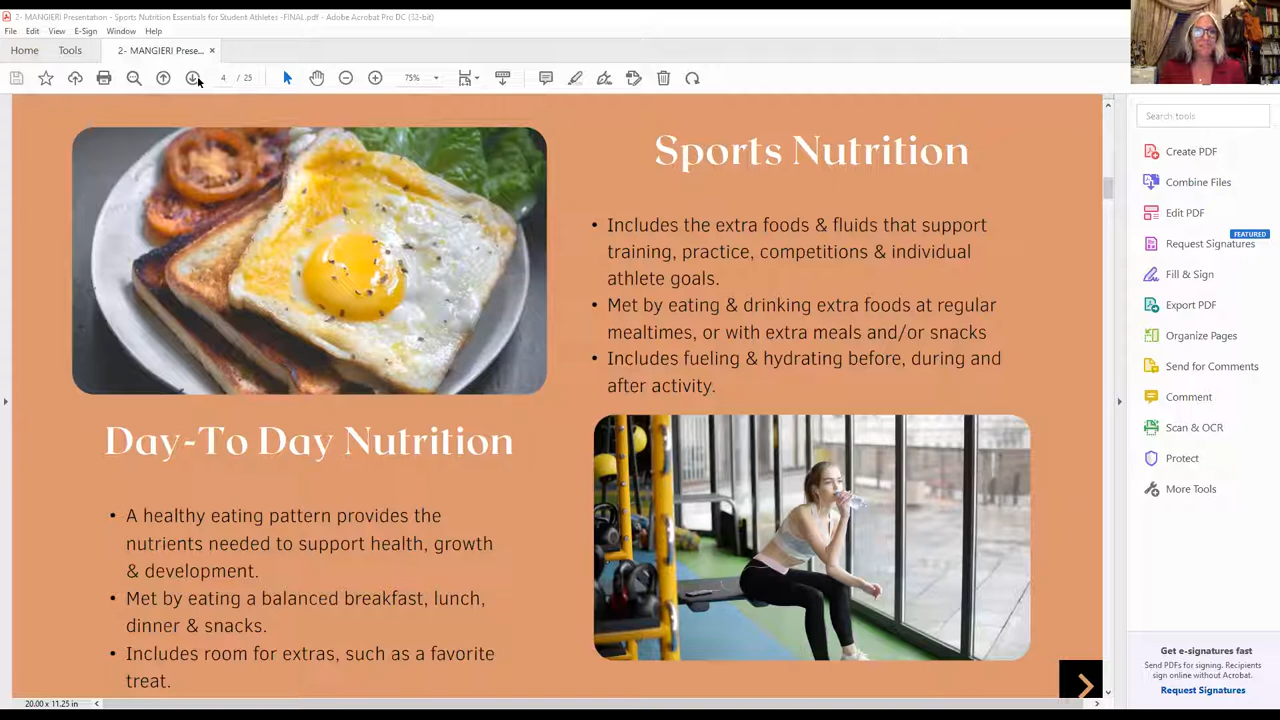 2- MANGIERI Presentation - Sports Nutrition Essentials for Student Athletes -FINAL.pdf - Adobe Acrobat Pro DC (32-bit)
File Edit View E-Sign Window Help
Home Tools 2- MANGIERI Prese... ×
4 / 25 75%
Sports Nutrition
• Includes the extra foods & fluids that support
training, practice, competitions & individual
athlete goals.
• Met by eating & drinking extra foods at regular
mealtimes, or with extra meals and/or snacks
• Includes fueling & hydrating before, during and
after activity.
Day-To Day Nutrition
• A healthy eating pattern provides the
nutrients needed to support health, growth
& development.
• Met by eating a balanced breakfast, lunch,
dinner & snacks.
• Includes room for extras, such as a favorite
treat.
20.00 x 11.25 in
Search tools
Create PDF
Combine Files
Edit PDF
FEATURED
Request Signatures
Fill & Sign
Export PDF
Organize Pages
Send for Comments
Comment
Scan & OCR
Protect
More Tools
Get e-signatures fast
Send PDFs for signing. Recipients
sign online without Acrobat.
Request Signatures